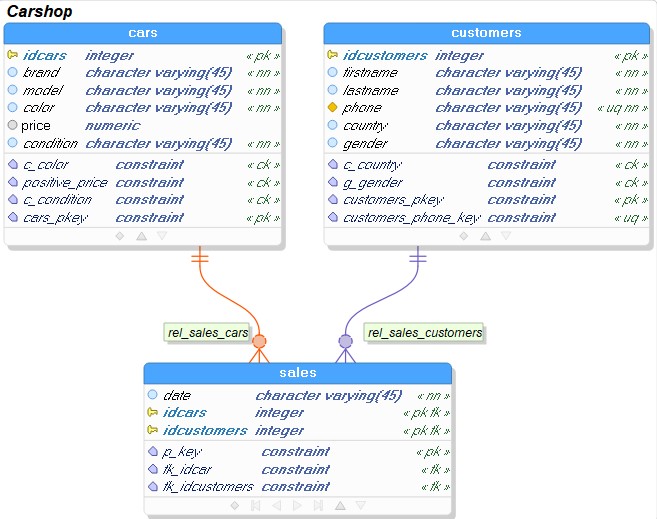 Carshop
cars
idcars integer « pk »
brand character varying(45) « nn »
model character varying(45) « nn »
color character varying(45) « nn »
price numeric
condition character varying(45) « nn »
c_color constraint « ck »
positive_price constraint « ck »
c_condition constraint « ck »
cars_pkey constraint « pk »
customers
idcustomers integer « pk »
firstname character varying(45) « nn »
lastname character varying(45) « nn »
phone character varying(45) « uq nn »
country character varying(45) « nn »
gender character varying(45) « nn »
c_country constraint « ck »
g_gender constraint « ck »
customers_pkey constraint « pk »
customers_phone_key constraint « uq »
rel_sales_cars
rel_sales_customers
sales
date character varying(45) « nn »
idcars integer « pk fk »
idcustomers integer « pk fk »
p_key constraint « pk »
fk_idcar constraint « fk »
fk_idcustomers constraint « fk »